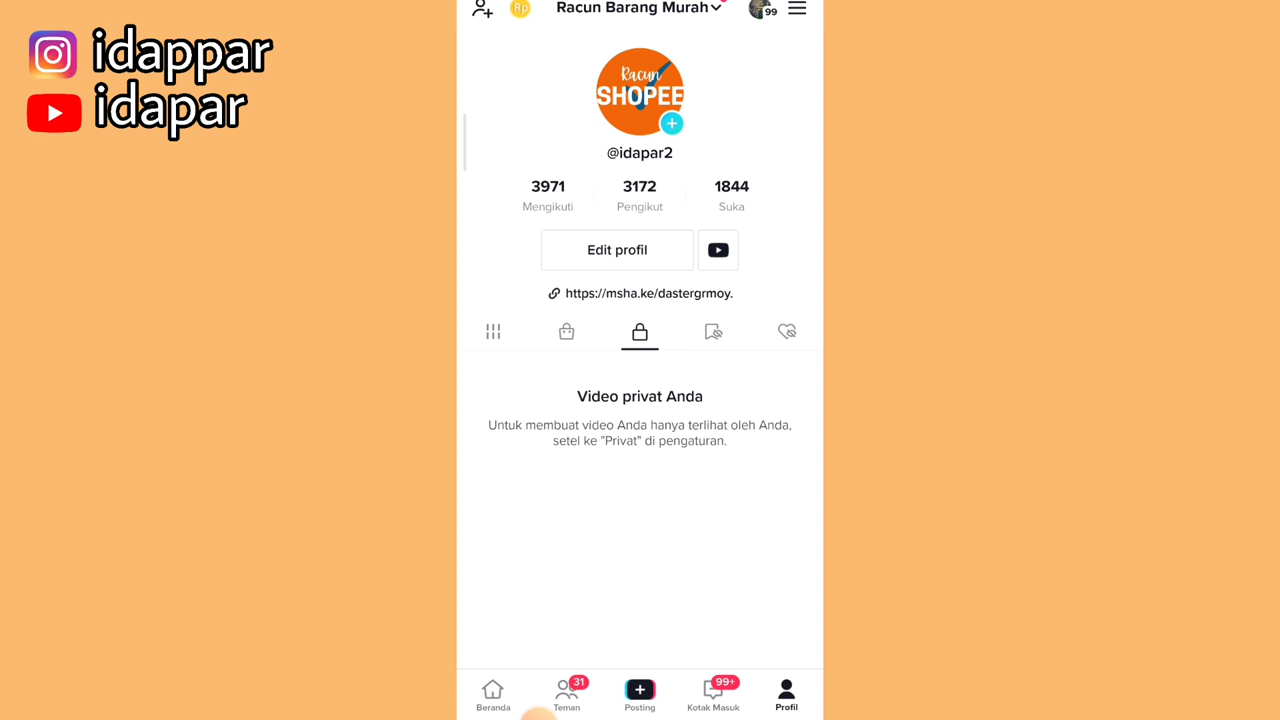 idappar
idapar
Rp
Racun Barang Murah
99
Racun
SHOPEE
@idapar2
3971
Mengikuti
3172
Pengikut
1844
Suka
Edit profil
https://msha.ke/dastergrmoy.
Video privat Anda
Untuk membuat video Anda hanya terlihat oleh Anda,
setel ke "Privat" di pengaturan.
31
99+
Beranda
Teman
Posting
Kotak Masuk
Profil